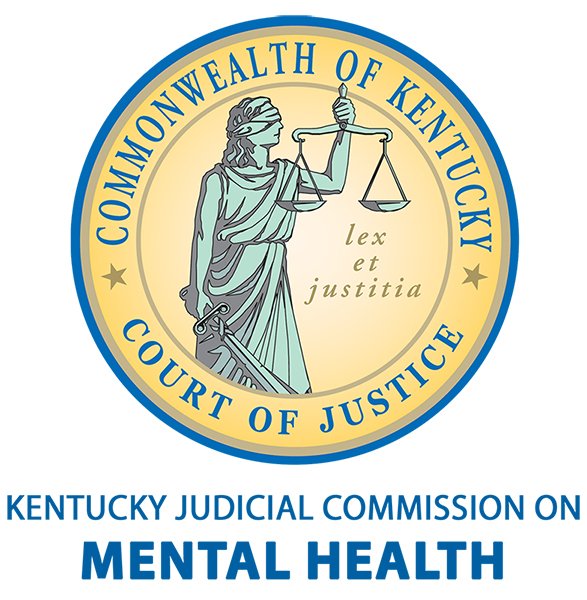 COMMONWEALTH OF KENTUCKY
lex
et
justitia
COURT OF JUSTICE
KENTUCKY JUDICIAL COMMISSION ON
MENTAL HEALTH